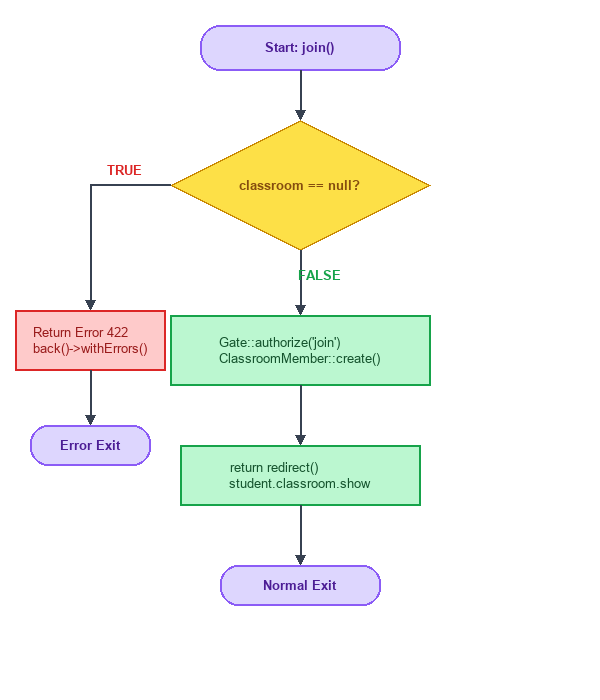 Start: join()
classroom == null?
TRUE
FALSE
Return Error 422
back()->withErrors()
Gate::authorize('join')
ClassroomMember::create()
Error Exit
return redirect()
student.classroom.show
Normal Exit